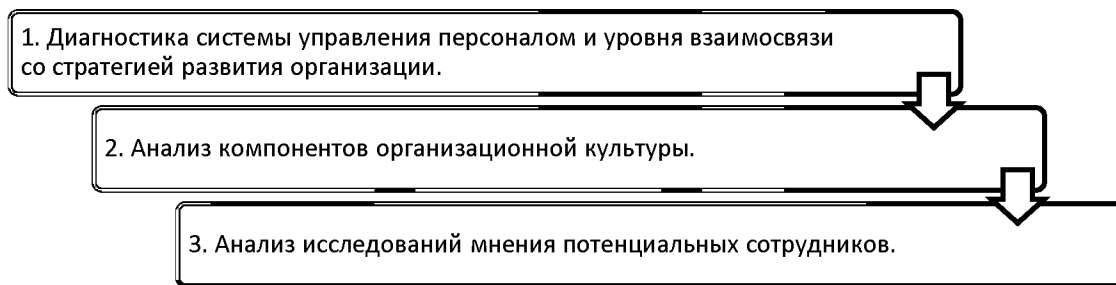 1. Диагностика системы управления персоналом и уровня взаимосвязи
со стратегией развития организации.
2. Анализ компонентов организационной культуры.
3. Анализ исследований мнения потенциальных сотрудников.